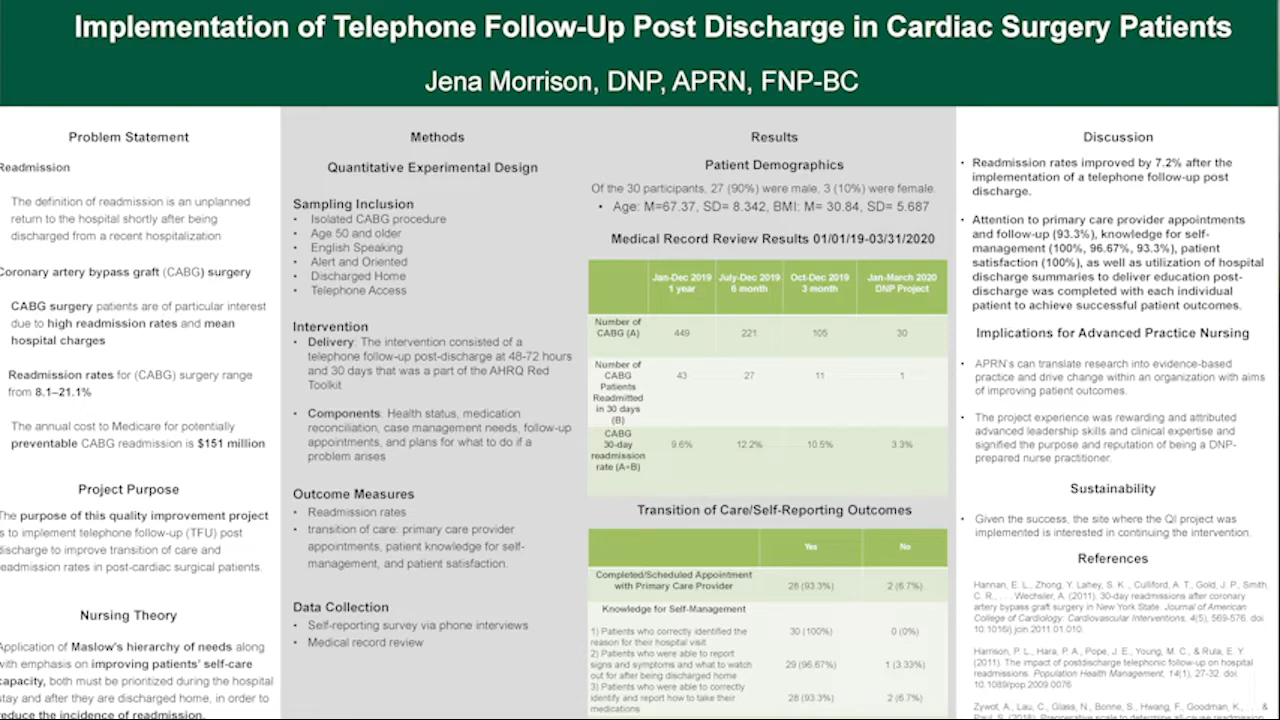 Implementation of Telephone Follow-Up Post Discharge in Cardiac Surgery Patients
Jena Morrison, DNP, APRN, FNP-BC
Problem Statement
Readmission
The definition of readmission is an unplanned
return to the hospital shortly after being
discharged from a recent hospitalization
Coronary artery bypass graft (CABG) surgery
CABG surgery patients are of particular interest
due to high readmission rates and mean
hospital charges
Readmission rates for (CABG) surgery range
from 8.1–21.1%
The annual cost to Medicare for potentially
preventable CABG readmission is $151 million
Project Purpose
The purpose of this quality improvement project
is to implement telephone follow-up (TFU) post
discharge to improve transition of care and
readmission rates in post-cardiac surgical patients.
Nursing Theory
Application of Maslow's hierarchy of needs along
with emphasis on improving patients' self-care
capacity, both must be prioritized during the hospital
stay and after they are discharged home, in order to
reduce the incidence of readmission.
Methods
Quantitative Experimental Design
Sampling Inclusion
• Isolated CABG procedure
• Age 50 and older
• English Speaking
• Alert and Oriented
• Discharged Home
• Telephone Access
Intervention
• Delivery: The intervention consisted of a
telephone follow-up post-discharge at 48-72 hours
and 30 days that was a part of the AHRQ Red
Toolkit
• Components: Health status, medication
reconciliation, case management needs, follow-up
appointments, and plans for what to do if a
problem arises
Outcome Measures
• Readmission rates
• transition of care: primary care provider
appointments, patient knowledge for self-
management, and patient satisfaction.
Data Collection
• Self-reporting survey via phone interviews
• Medical record review
Results
Patient Demographics
Of the 30 participants, 27 (90%) were male, 3 (10%) were female.
• Age: M=67.37, SD= 8.342, BMI: M= 30.84, SD= 5.687
Medical Record Review Results 01/01/19-03/31/2020
Jan-Dec 2019 July-Dec 2019 Oct-Dec 2019 Jan-March 2020
1 year 6 month 3 month DNP Project
Number of
CABG (A) 449 221 105 30
Number of
CABG
Patients
Readmitted
in 30 days
(B) 43 27 11 1
CABG
30-day
readmission
rate (A÷B) 9.6% 12.2% 10.5% 3.3%
Transition of Care/Self-Reporting Outcomes
Yes No
Completed/Scheduled Appointment
with Primary Care Provider 28 (93.3%) 2 (6.7%)
Knowledge for Self-Management
1) Patients who correctly identified the
reason for their hospital visit 30 (100%) 0 (0%)
2) Patients who were able to report
signs and symptoms and what to watch
out for after being discharged home 29 (96.67%) 1 (3.33%)
3) Patients who were able to correctly
identify and report how to take their
medications 28 (93.3%) 2 (6.7%)
Discussion
• Readmission rates improved by 7.2% after the
implementation of a telephone follow-up post
discharge.
• Attention to primary care provider appointments
and follow-up (93.3%), knowledge for self-
management (100%, 96.67%, 93.3%), patient
satisfaction (100%), as well as utilization of hospital
discharge summaries to deliver education post-
discharge was completed with each individual
patient to achieve successful patient outcomes.
Implications for Advanced Practice Nursing
• APRN's can translate research into evidence-based
practice and drive change within an organization with aims
of improving patient outcomes.
• The project experience was rewarding and attributed
advanced leadership skills and clinical expertise and
signified the purpose and reputation of being a DNP-
prepared nurse practitioner.
Sustainability
• Given the success, the site where the QI project was
implemented is interested in continuing the intervention.
References
Hannan, E. L., Zhong, Y. Lahey, S. K., Culliford, A. T., Gold, J. P., Smith,
C. R., . . . Wechsler, A. (2011). 30-day readmissions after coronary
artery bypass graft surgery in New York State. Journal of American
College of Cardiology: Cardiovascular Interventions, 4(5), 569-576. doi:
10.1016/j.jcin.2011.01.010.
Harrison, P. L., Hara, P. A., Pope, J. E., Young, M. C., & Rula, E. Y.
(2011). The impact of postdischarge telephonic follow-up on hospital
readmissions. Population Health Management, 14(1), 27-32. doi:
10.1089/pop.2009.0076
Zywot, A., Lau, C., Glass, N., Bonne, S., Hwang, F., Goodman, K., &